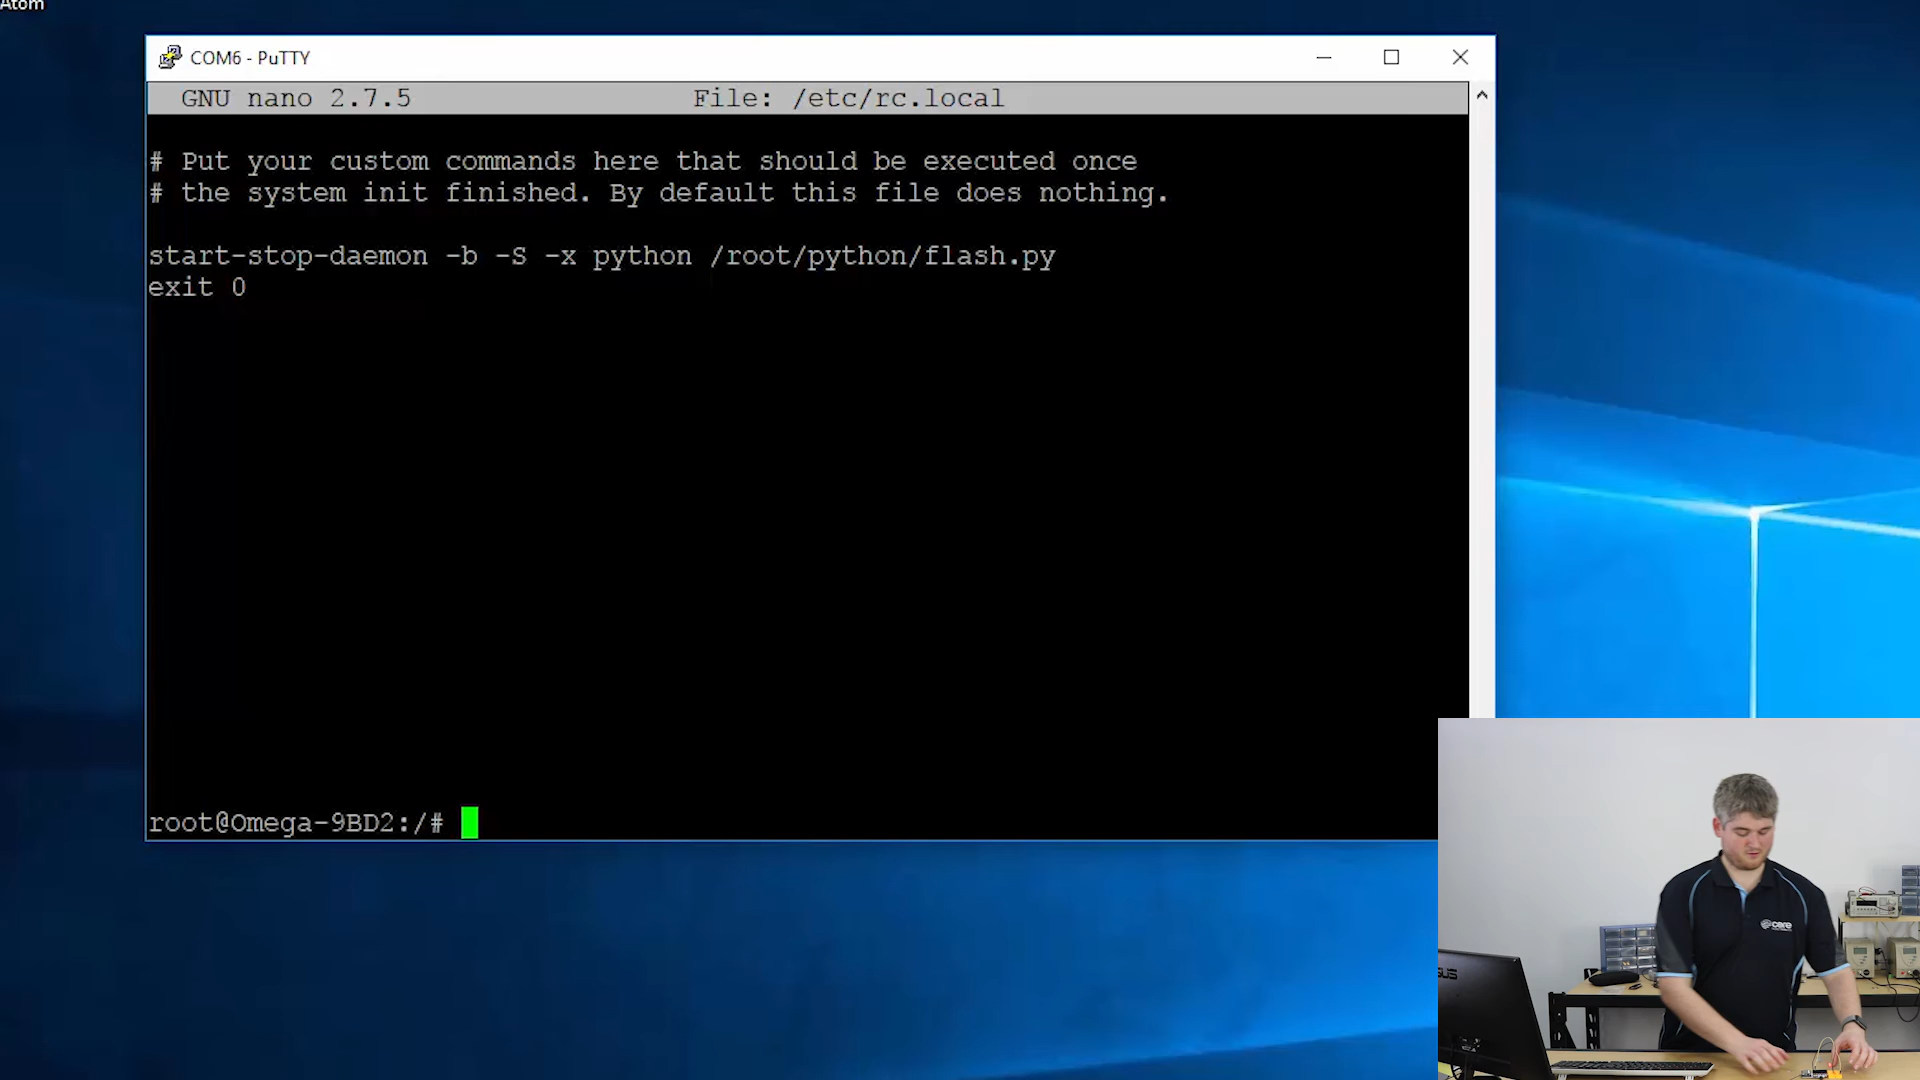 Atom
COM6 - PuTTY
GNU nano 2.7.5 File: /etc/rc.local
# Put your custom commands here that should be executed once
# the system init finished. By default this file does nothing.
start-stop-daemon -b -S -x python /root/python/flash.py
exit 0
root@Omega-9BD2:/#
core